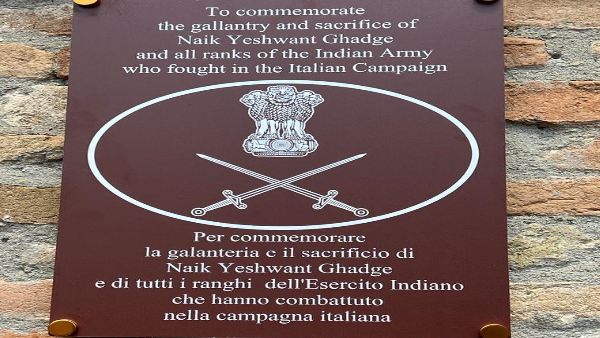 To commemorate
the gallantry and sacrifice of
Naik Yeshwant Ghadge
and all ranks of the Indian Army
who fought in the Italian Campaign
Per commemorare
la galanteria e il sacrificio di
Naik Yeshwant Ghadge
e di tutti i ranghi dell'Esercito Indiano
che hanno combattuto
nella campagna italiana